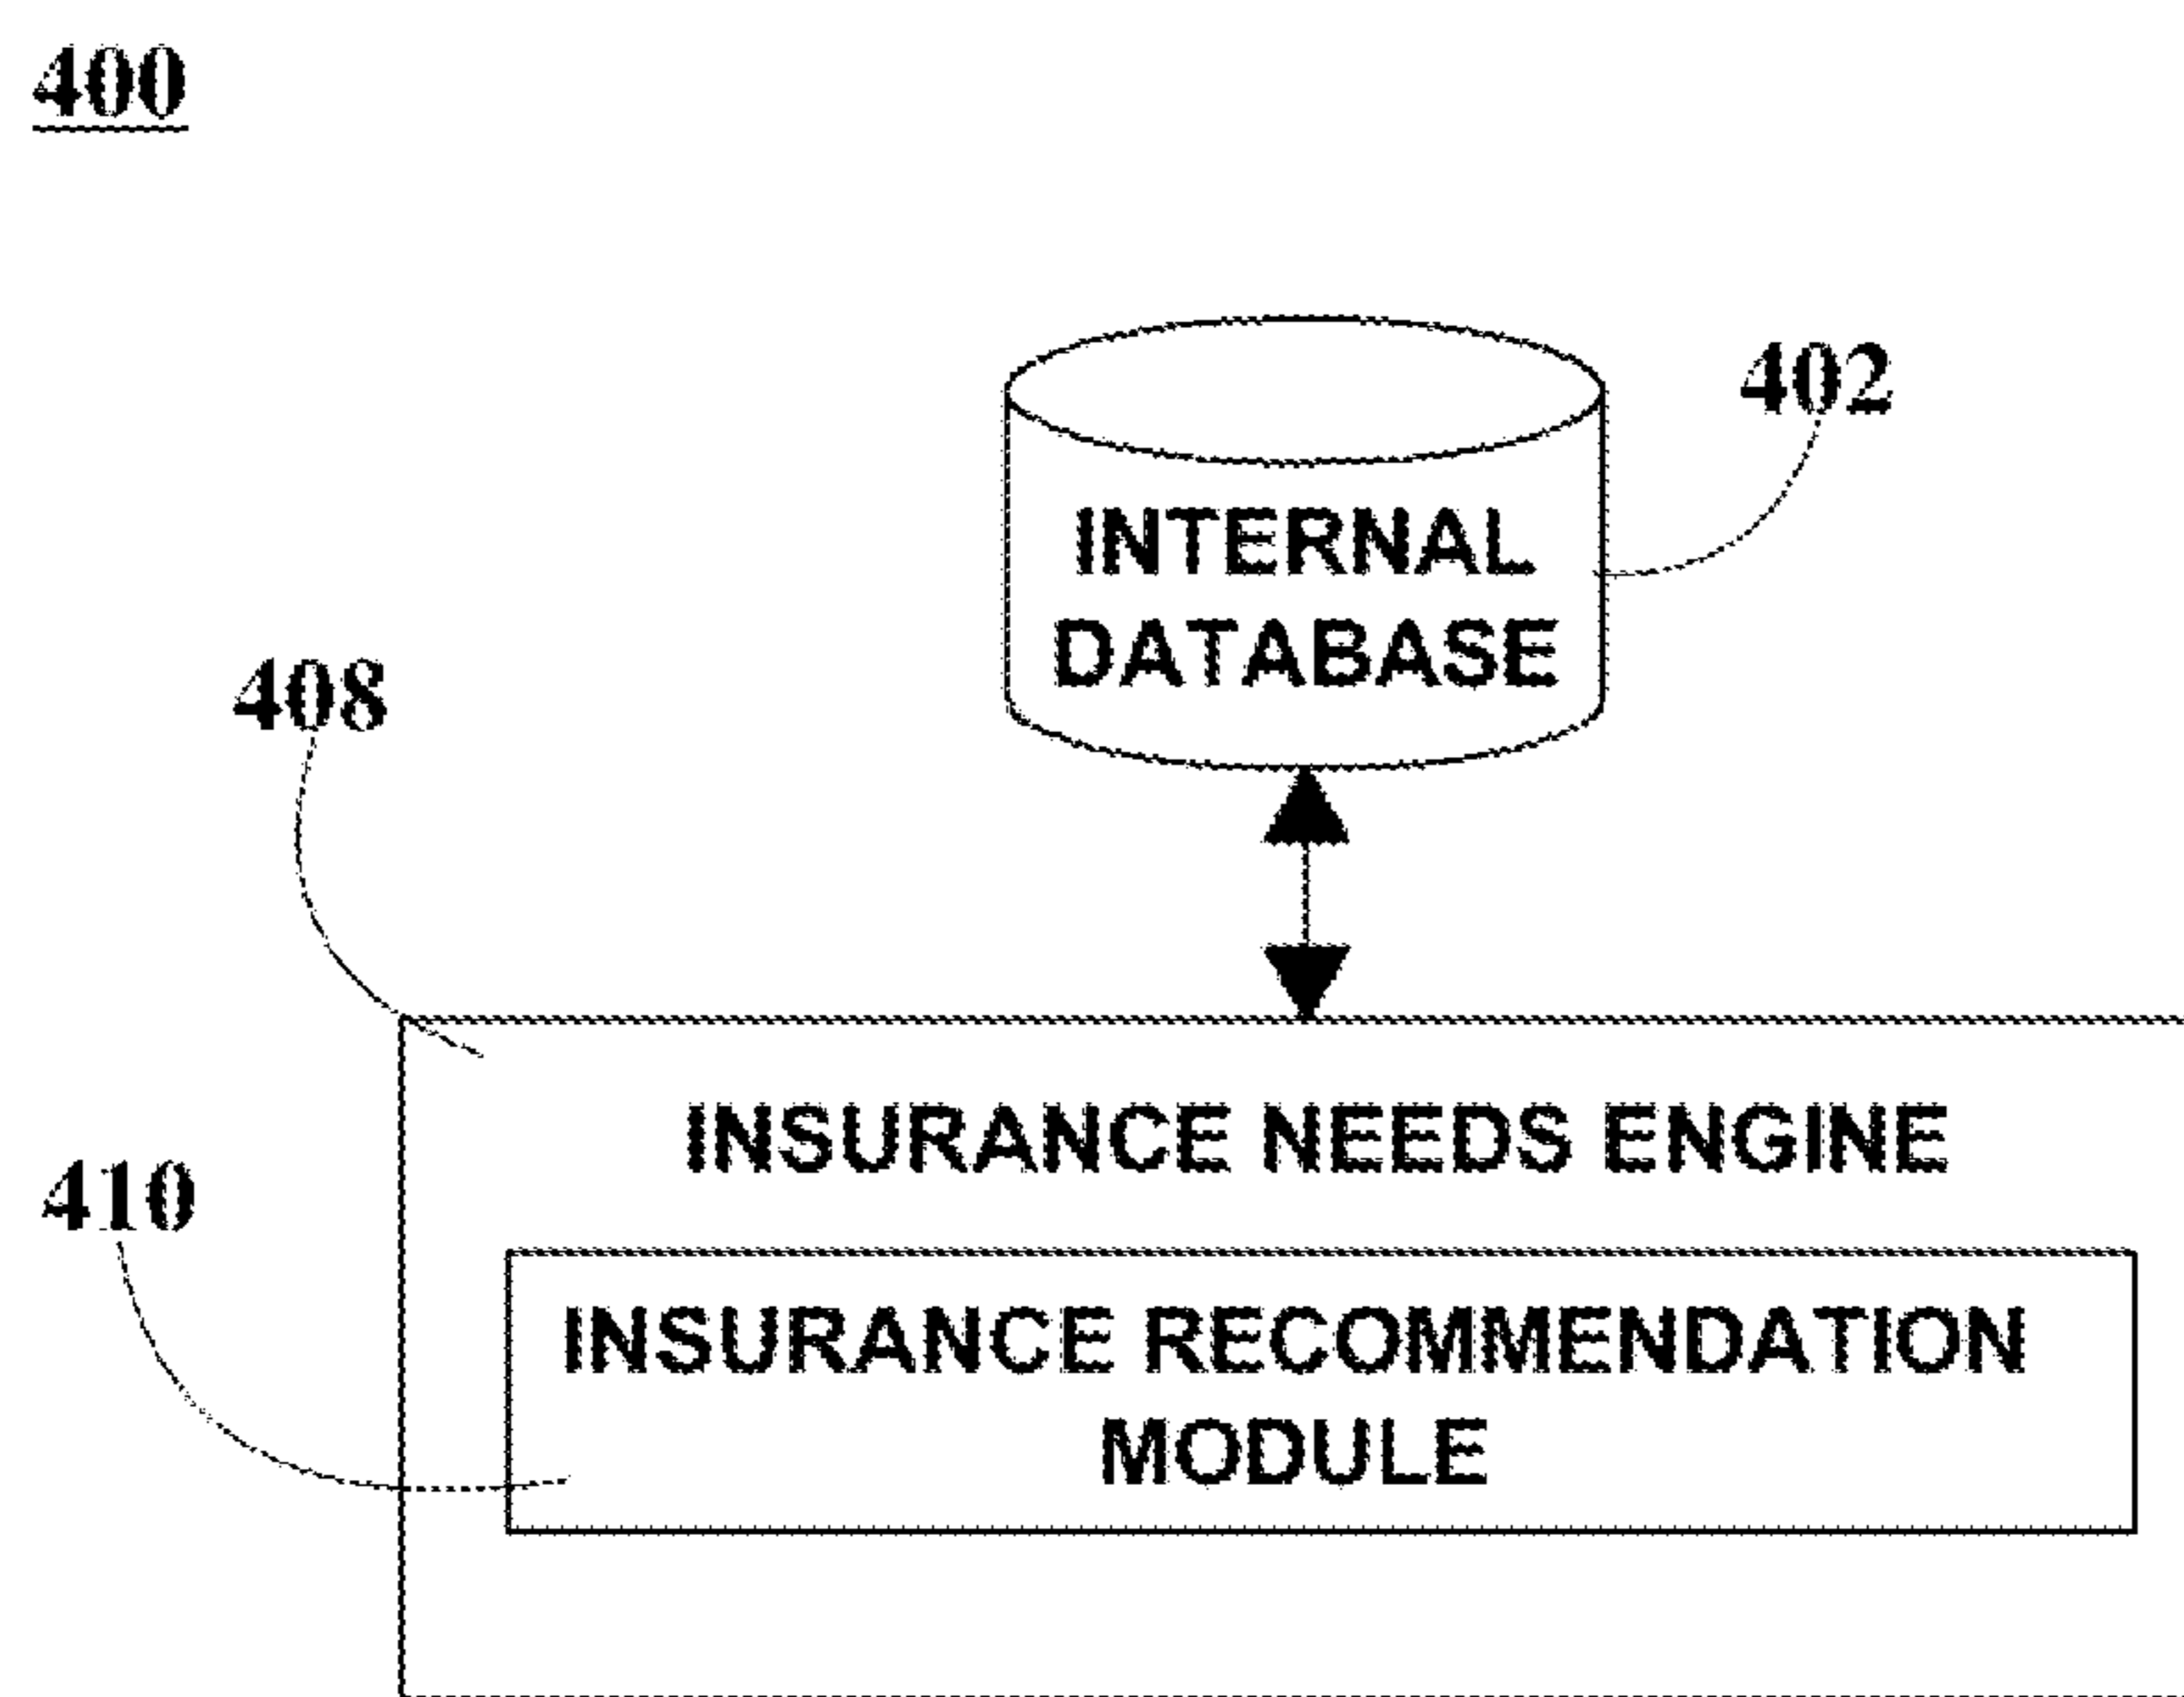 400
402
INTERNAL
DATABASE
408
INSURANCE NEEDS ENGINE
410
INSURANCE RECOMMENDATION
MODULE